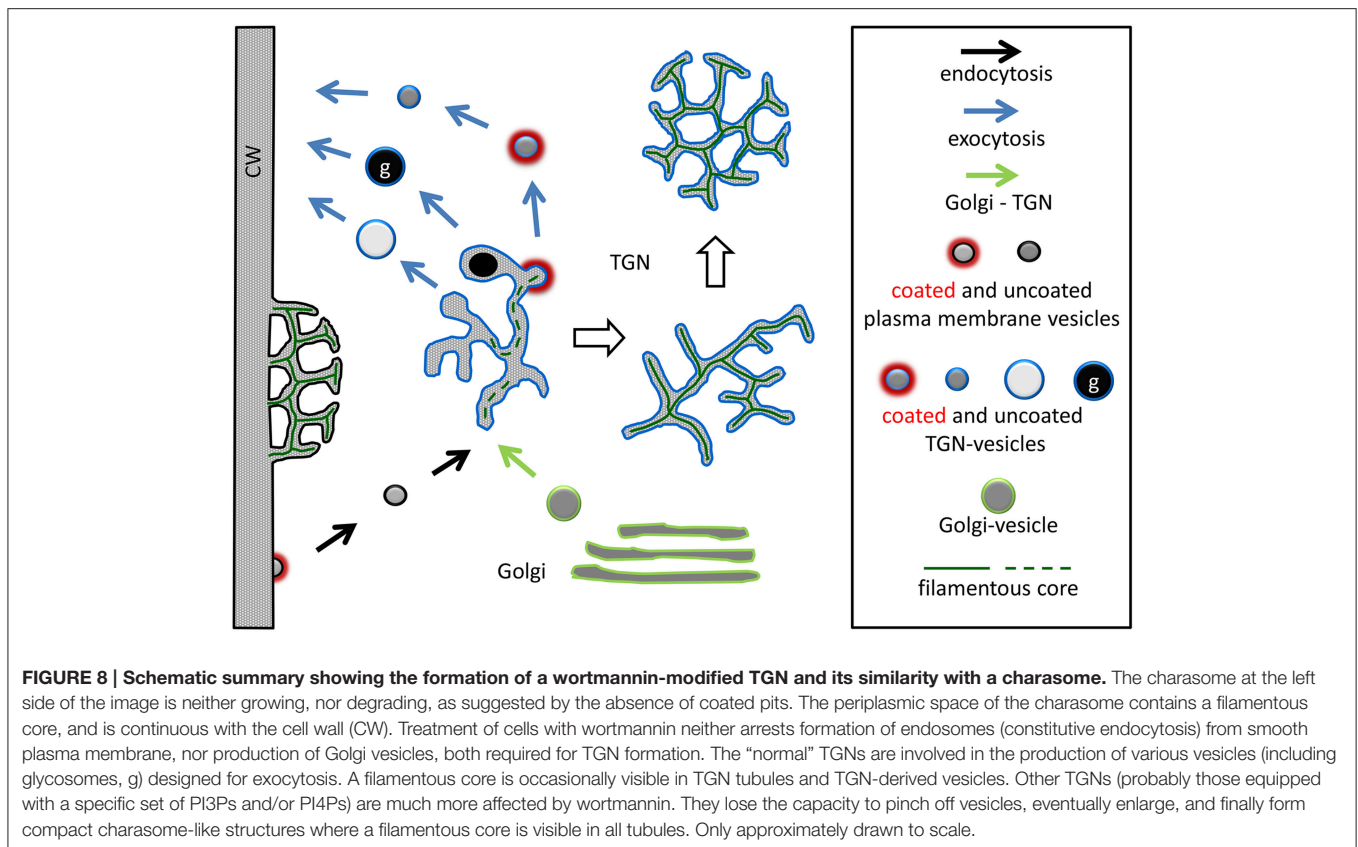 CW
g
TGN
Golgi
endocytosis
exocytosis
Golgi - TGN
coated and uncoated
plasma membrane vesicles
g
coated and uncoated
TGN-vesicles
Golgi-vesicle
filamentous core
FIGURE 8 | Schematic summary showing the formation of a wortmannin-modified TGN and its similarity with a charasome. The charasome at the left
side of the image is neither growing, nor degrading, as suggested by the absence of coated pits. The periplasmic space of the charasome contains a filamentous
core, and is continuous with the cell wall (CW). Treatment of cells with wortmannin neither arrests formation of endosomes (constitutive endocytosis) from smooth
plasma membrane, nor production of Golgi vesicles, both required for TGN formation. The “normal” TGNs are involved in the production of various vesicles (including
glycosomes, g) designed for exocytosis. A filamentous core is occasionally visible in TGN tubules and TGN-derived vesicles. Other TGNs (probably those equipped
with a specific set of PI3Ps and/or PI4Ps) are much more affected by wortmannin. They lose the capacity to pinch off vesicles, eventually enlarge, and finally form
compact charasome-like structures where a filamentous core is visible in all tubules. Only approximately drawn to scale.